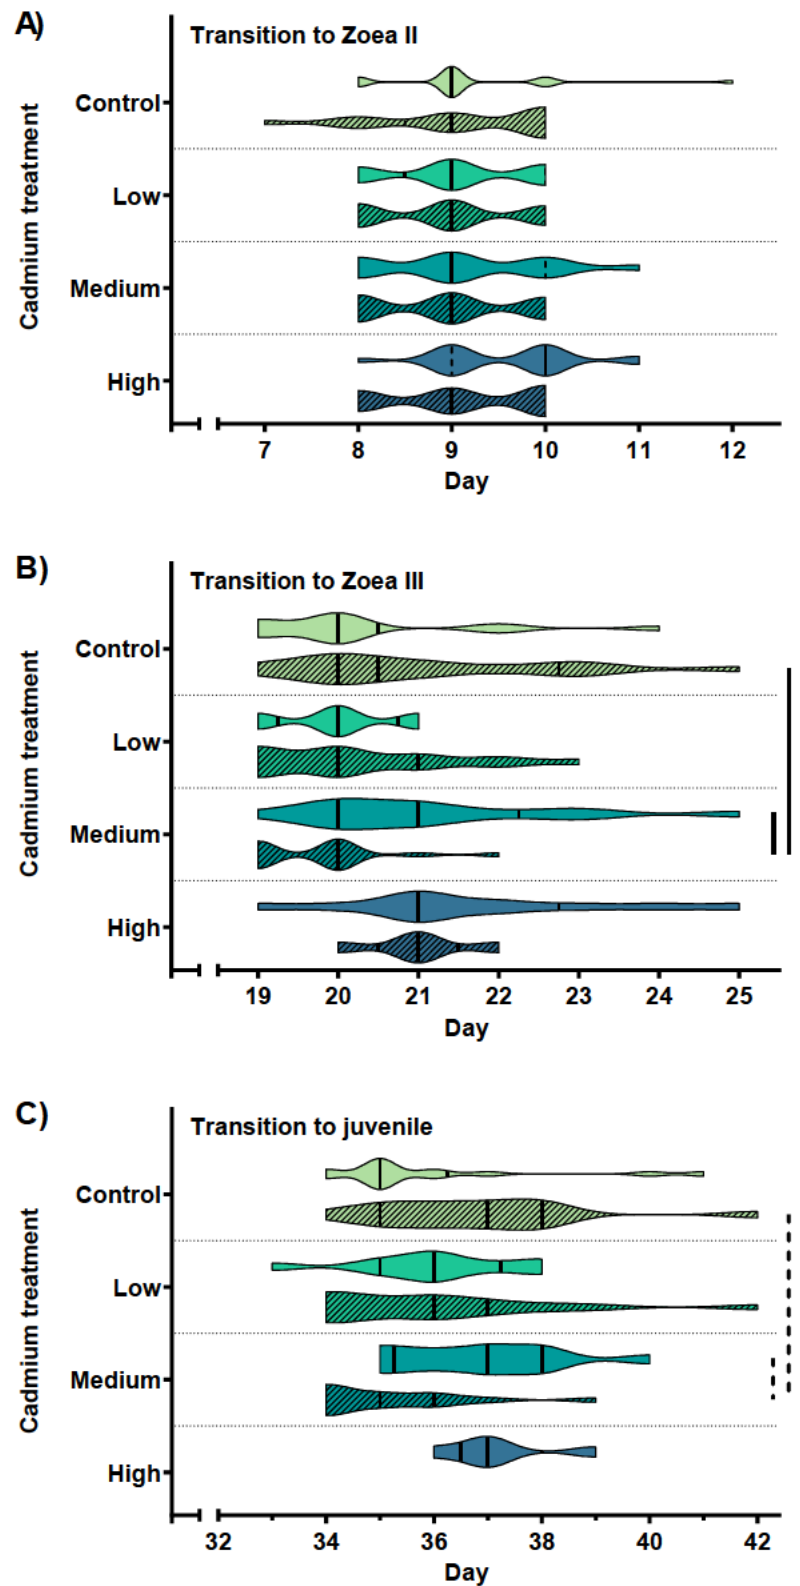 A)
Transition to Zoea II
Cadmium treatment
Control
Low
Medium
High
7 8 9 10 11 12
Day
B)
Transition to Zoea III
Cadmium treatment
Control
Low
Medium
High
19 20 21 22 23 24 25
Day
C)
Transition to juvenile
Cadmium treatment
Control
Low
Medium
High
32 34 36 38 40 42
Day